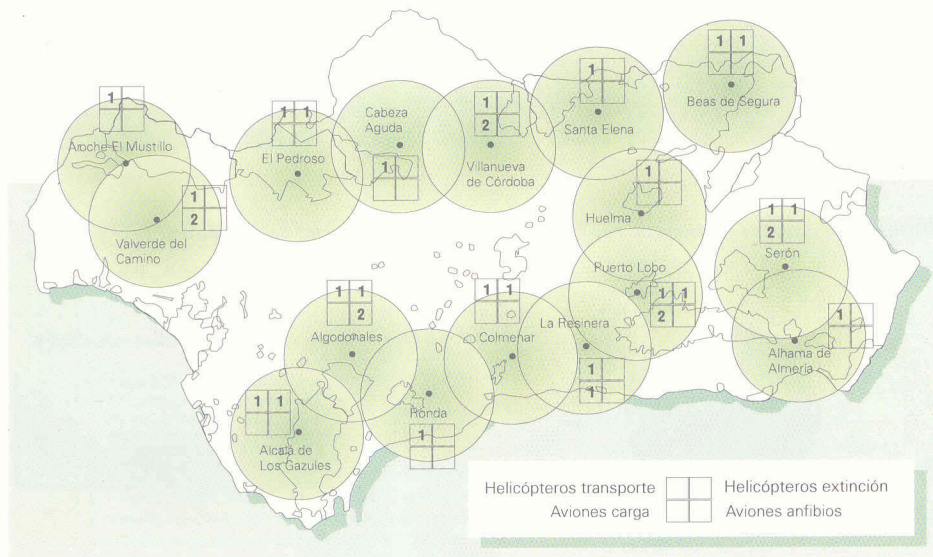 1 1
Beas de Segura
1
Santa Elena
1
2
Villanueva
de Córdoba
Cabeza
Aguda
1
1 1
El Pedroso
1
Aroche-El Mustillo
1
2
Valverde del
Camino
1
Huelma
1 1
2
Serón
Puerto Lobo
1 1
2
1 1
2
Algodonales
1 1
Colmenar
La Resinera
1
1
1
Alhama de
Almería
1 1
Alcalá de
Los Gazules
Ronda
1
Helicópteros transporte
Helicópteros extinción
Aviones carga
Aviones anfibios